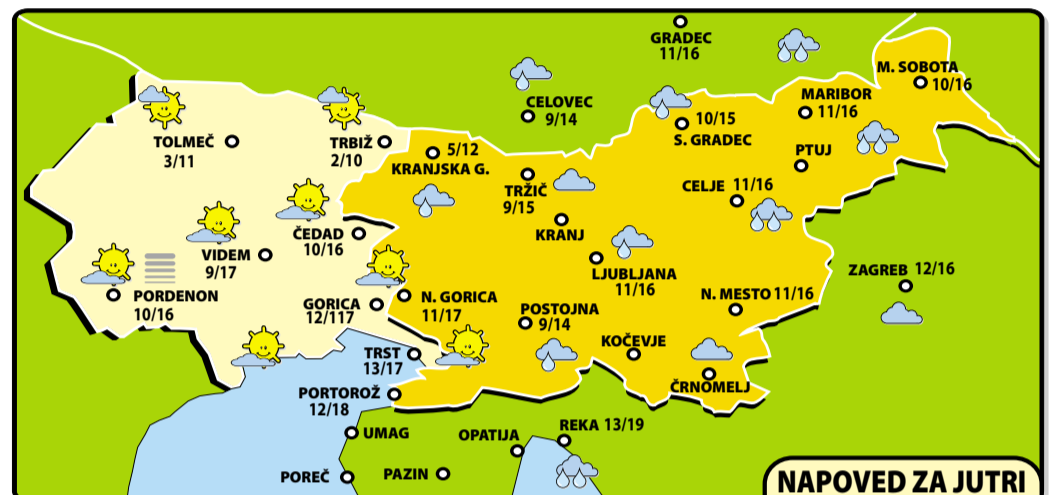 GRADEC
11/16
M. SOBOTA
10/16
CELOVEC
9/14
MARIBOR
11/16
10/15
S. GRADEC
TOLMEČ
3/11
TRBIŽ
2/10
5/12
KRANJSKA G.
PTUJ
TRŽIČ
9/15
CELJE 11/16
KRANJ
ČEDAD
10/16
VIDEM
9/17
LJUBLJANA
11/16
ZAGREB 12/16
PORDENON
10/16
GORICA
12/117
N. GORICA
11/17
POSTOJNA
9/14
N. MESTO 11/16
KOČEVJE
TRST
13/17
ČRNOMELJ
PORTOROŽ
12/18
UMAG
OPATIJA
REKA 13/19
POREČ
PAZIN
NAPOVED ZA JUTRI